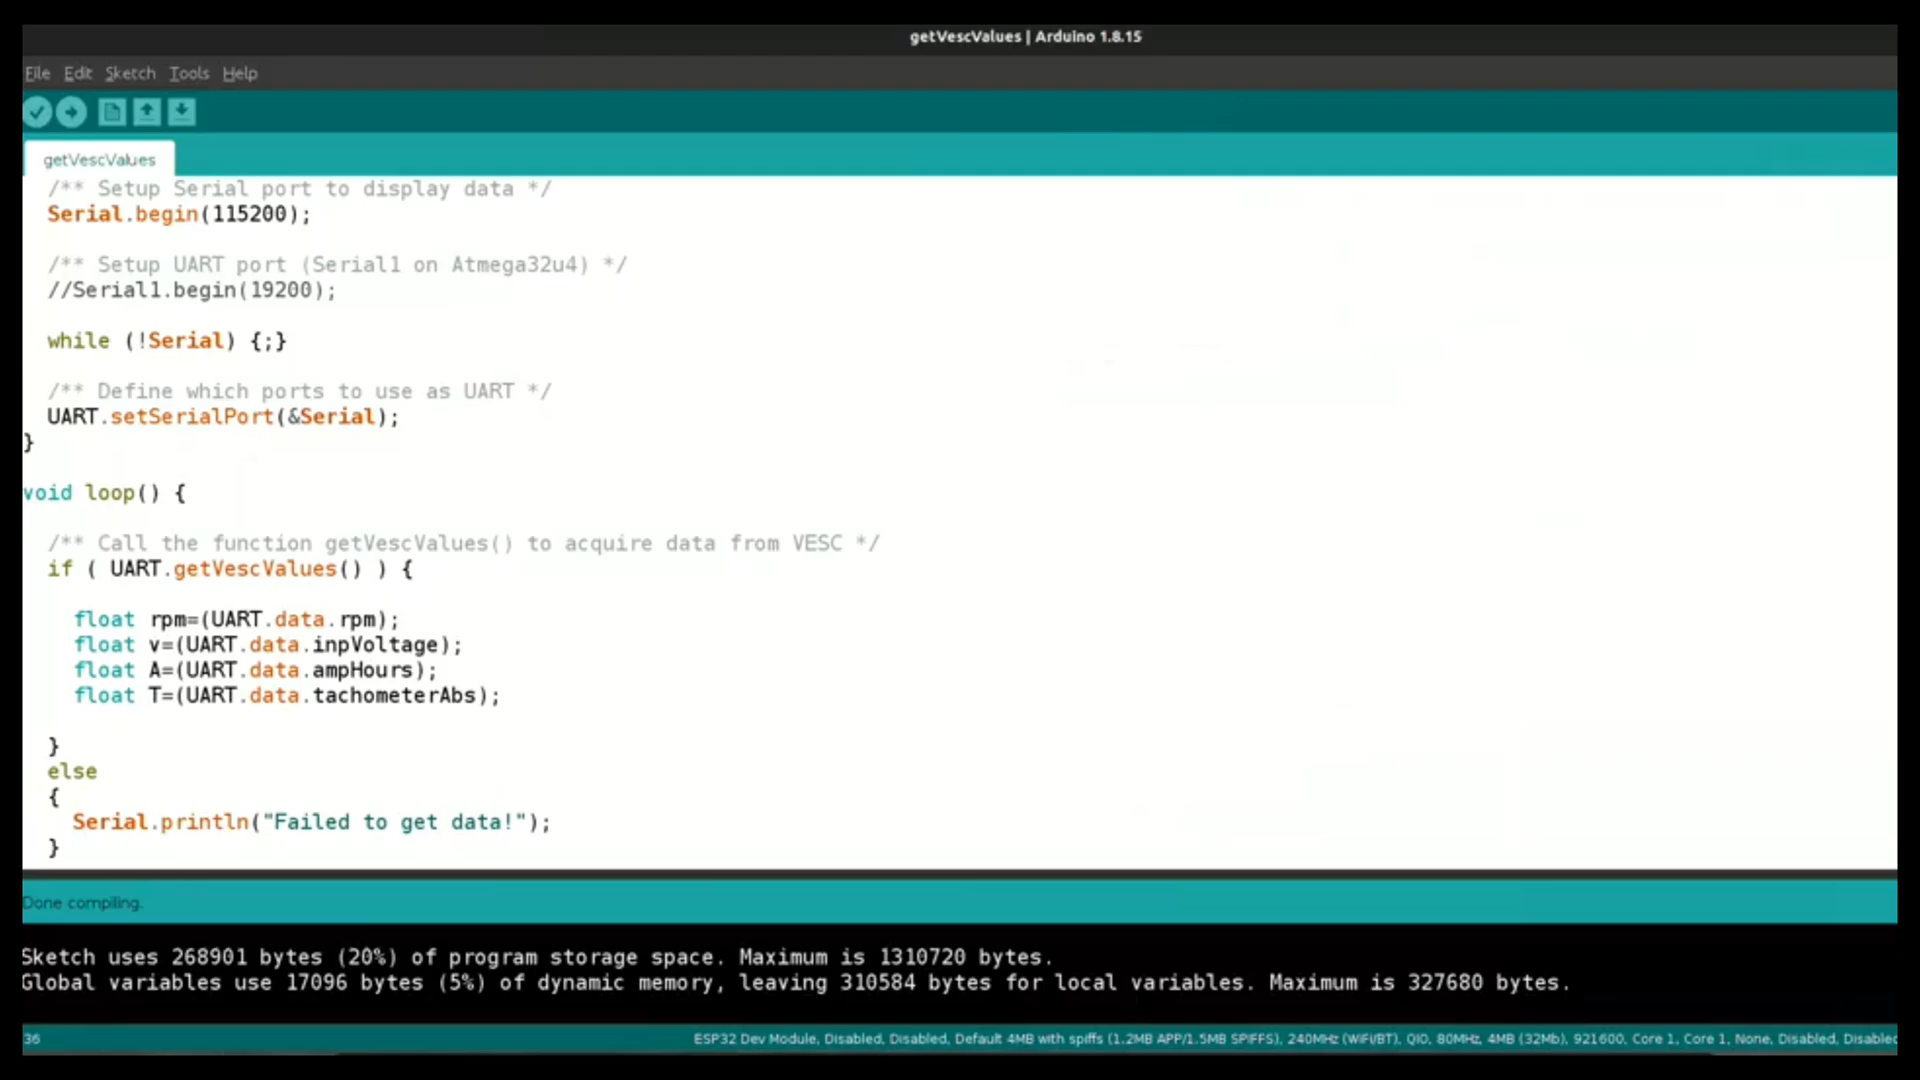 getVescValues | Arduino 1.8.15
File Edit Sketch Tools Help
getVescValues
/** Setup Serial port to display data */
Serial.begin(115200);
/** Setup UART port (Serial1 on Atmega32u4) */
//Serial1.begin(19200);
while (!Serial) {;}
/** Define which ports to use as UART */
UART.setSerialPort(&Serial);
}
void loop() {
/** Call the function getVescValues() to acquire data from VESC */
if ( UART.getVescValues() ) {
float rpm=(UART.data.rpm);
float v=(UART.data.inpVoltage);
float A=(UART.data.ampHours);
float T=(UART.data.tachometerAbs);
}
else
{
Serial.println("Failed to get data!");
}
Done compiling.
Sketch uses 268901 bytes (20%) of program storage space. Maximum is 1310720 bytes.
Global variables use 17096 bytes (5%) of dynamic memory, leaving 310584 bytes for local variables. Maximum is 327680 bytes.
36 ESP32 Dev Module, Disabled, Disabled, Default 4MB with spiffs (1.2MB APP/1.5MB SPIFFS), 240MHz (WiFi/BT), QIO, 80MHz, 4MB (32Mb), 921600, Core 1, Core 1, None, Disabled, Disabled